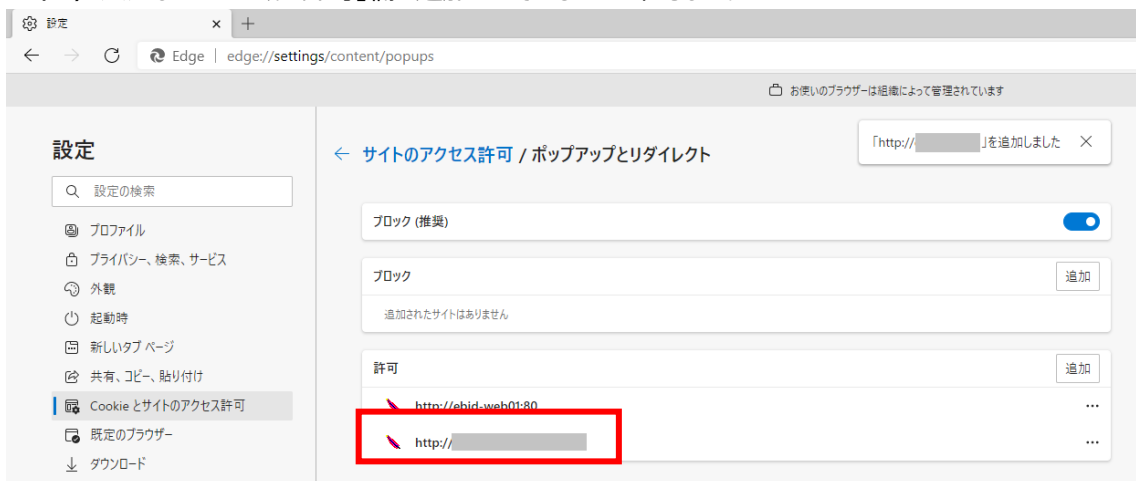 設定
Edge | edge://settings/content/popups
お使いのブラウザーは組織によって管理されています
設定
設定の検索
プロファイル
プライバシー、検索、サービス
外観
起動時
新しいタブ ページ
共有、コピー、貼り付け
Cookie とサイトのアクセス許可
既定のブラウザー
ダウンロード
サイトのアクセス許可 / ポップアップとリダイレクト
「http:// 」を追加しました
ブロック (推奨)
ブロック
追加
追加されたサイトはありません
許可
追加
http://ebid-web01:80
http://